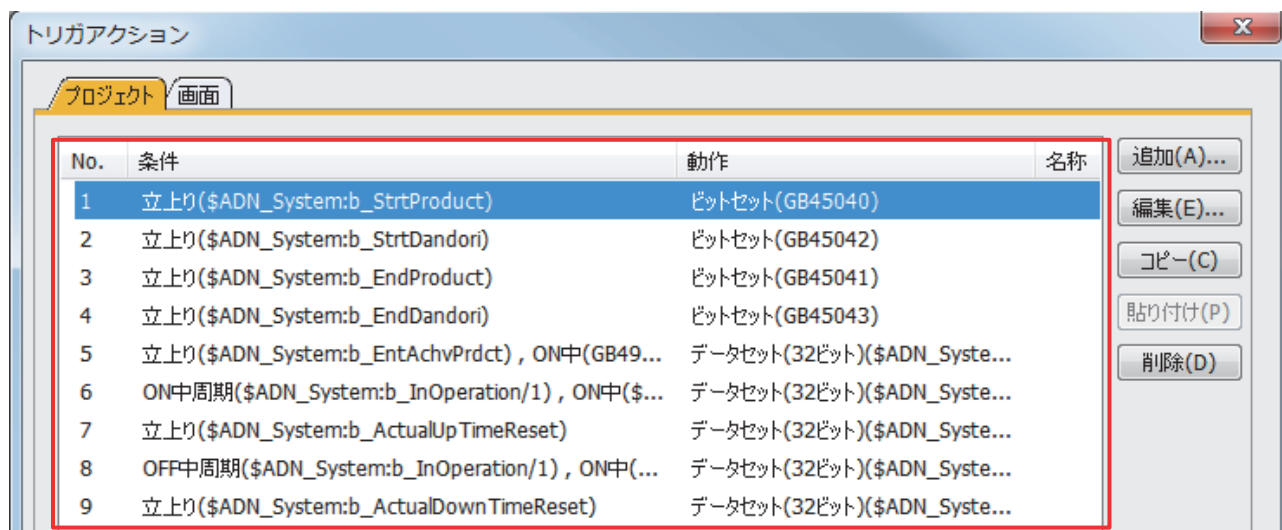 トリガアクション
プロジェクト 画面
No. 条件 動作 名称
1 立上り($ADN_System:b_StrtProduct) ビットセット(GB45040)
2 立上り($ADN_System:b_StrtDandori) ビットセット(GB45042)
3 立上り($ADN_System:b_EndProduct) ビットセット(GB45041)
4 立上り($ADN_System:b_EndDandori) ビットセット(GB45043)
5 立上り($ADN_System:b_EntAchvPrdct) , ON中(GB49... データセット(32ビット)($ADN_Syste...
6 ON中周期($ADN_System:b_InOperation/1) , ON中($... データセット(32ビット)($ADN_Syste...
7 立上り($ADN_System:b_ActualUpTimeReset) データセット(32ビット)($ADN_Syste...
8 OFF中周期($ADN_System:b_InOperation/1) , ON中(... データセット(32ビット)($ADN_Syste...
9 立上り($ADN_System:b_ActualDownTimeReset) データセット(32ビット)($ADN_Syste...
追加(A)...
編集(E)...
コピー(C)
貼り付け(P)
削除(D)